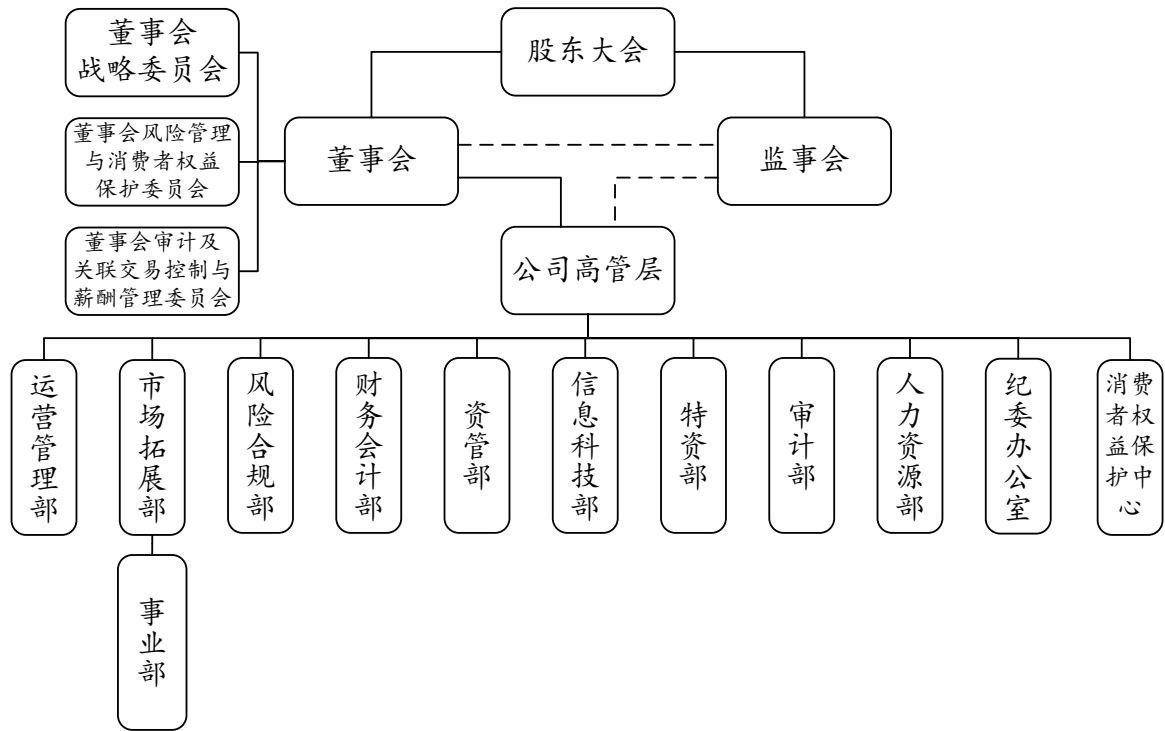 董事会
战略委员会
股东大会
董事会风险管理
与消费者权益
保护委员会
董事会
监事会
董事会审计及
关联交易控制与
薪酬管理委员会
公司高管层
运营管理部
市场拓展部
风险合规部
财务会计部
资管部
信息科技部
特资部
审计部
人力资源部
纪委办公室
消费
者权
益保
护中
心
事业部